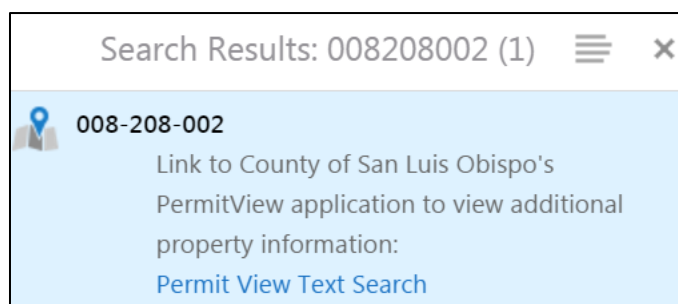 Search Results: 008208002 (1)
008-208-002
Link to County of San Luis Obispo's
PermitView application to view additional
property information:
Permit View Text Search